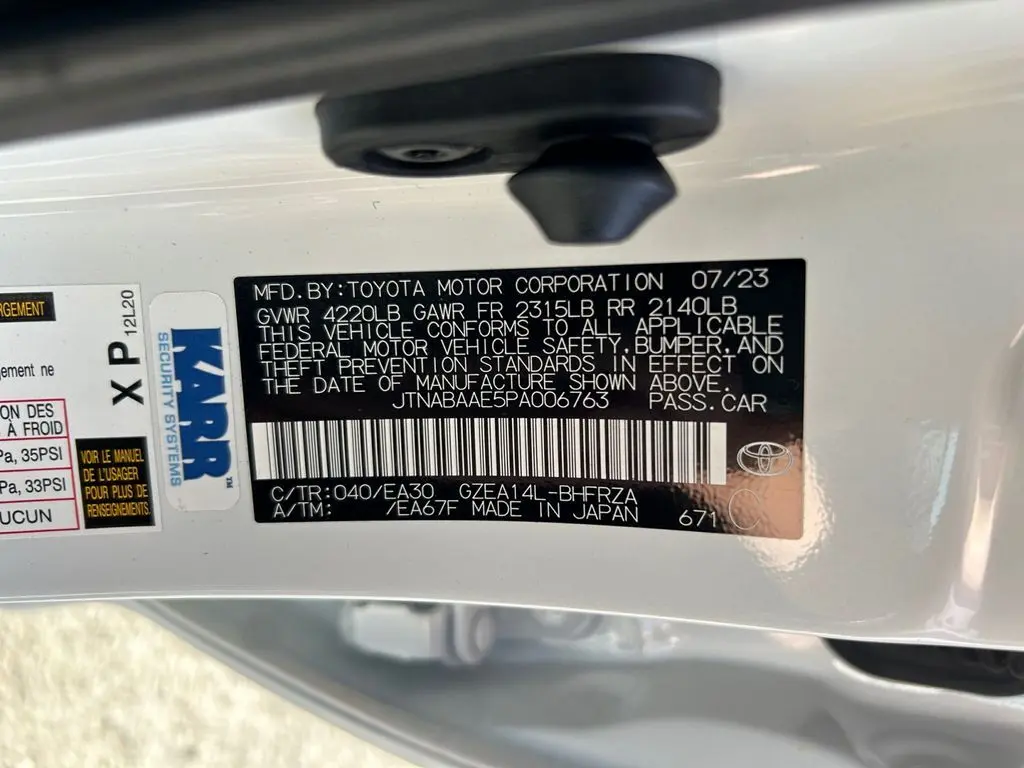 RGEMENT
gement ne
ON DES
À FROID
Pa, 35PSI
Pa, 33PSI
UCUN
X P 12L20
VOIR LE MANUEL
DE L'USAGER
POUR PLUS DE
RENSEIGNEMENTS.
KARR™
SECURITY SYSTEMS
MFD.BY:TOYOTA MOTOR CORPORATION 07/23
GVWR 4220LB GAWR FR 2315LB RR 2140LB
THIS VEHICLE CONFORMS TO ALL APPLICABLE
FEDERAL MOTOR VEHICLE SAFETY,BUMPER,AND
THEFT PREVENTION STANDARDS IN EFFECT ON
THE DATE OF MANUFACTURE SHOWN ABOVE.
JTNABAAE5PA006763 PASS.CAR
C/TR:040/EA30 GZEA14L-BHFRZA
A/TM: /EA67F MADE IN JAPAN 671 C